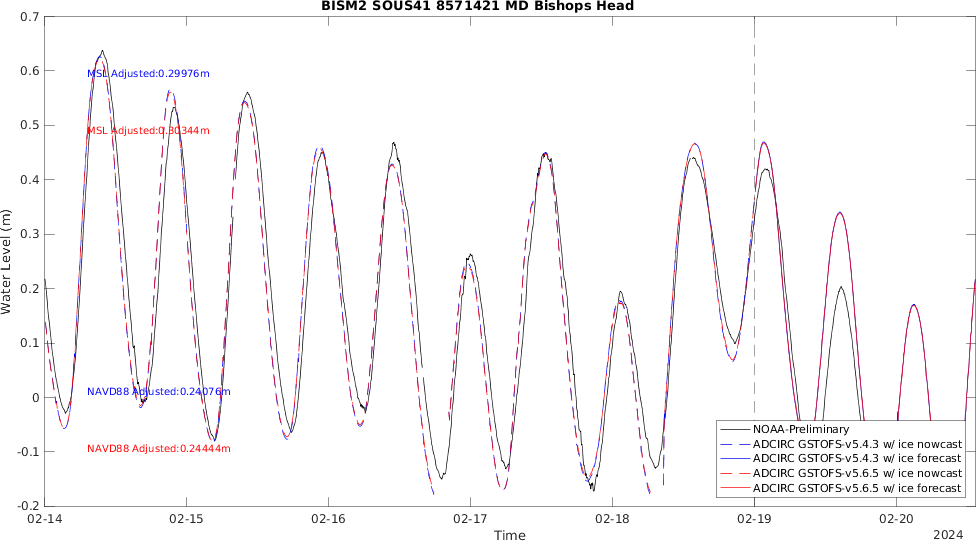 BISM2 SOUS41 8571421 MD Bishops Head
0.7
0.6
0.5
0.4
0.3
0.2
0.1
0
-0.1
-0.2
Water Level (m)
MSL Adjusted:0.29976m
MSL Adjusted:0.30344m
NAVD88 Adjusted:0.24076m
NAVD88 Adjusted:0.24444m
NOAA-Preliminary
ADCIRC GSTOFS-v5.4.3 w/ ice nowcast
ADCIRC GSTOFS-v5.4.3 w/ ice forecast
ADCIRC GSTOFS-v5.6.5 w/ ice nowcast
ADCIRC GSTOFS-v5.6.5 w/ ice forecast
02-14 02-15 02-16 02-17 02-18 02-19 02-20
Time
2024